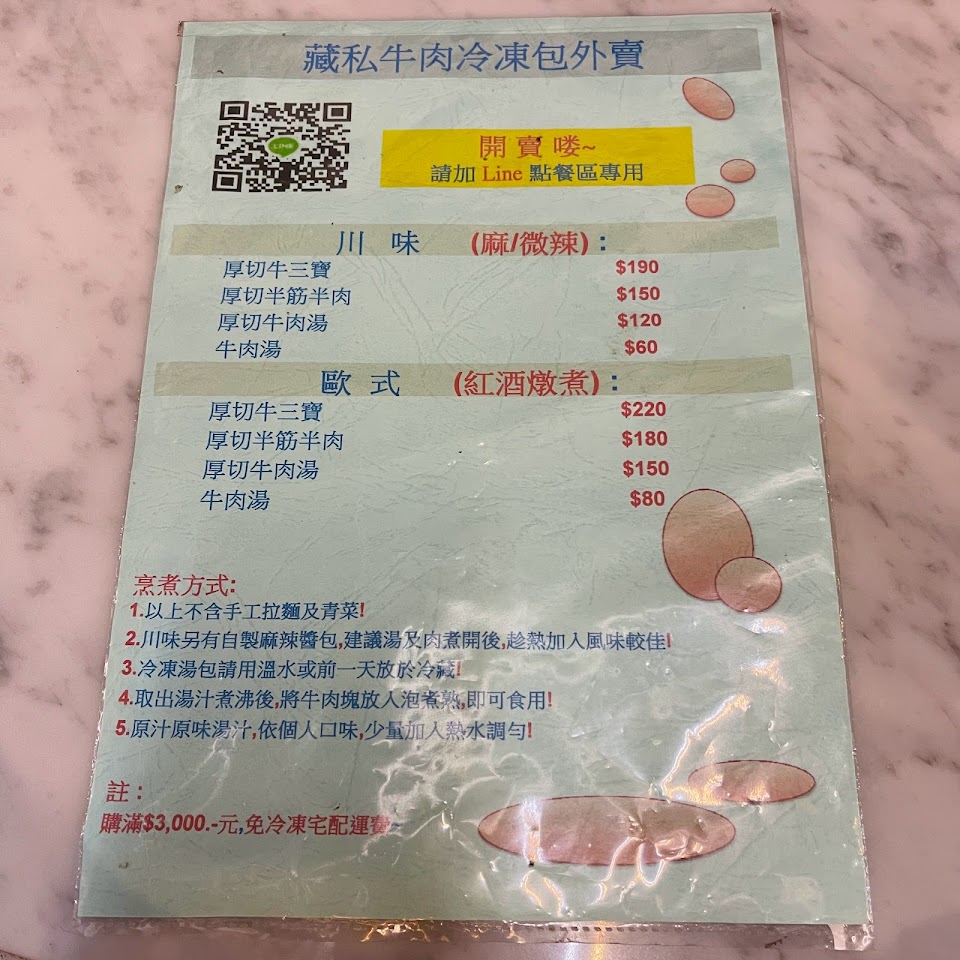 藏私牛肉冷凍包外賣
LINE
開賣喽~
請加 Line 點餐區專用
川 味 (麻/微辣)：
厚切牛三寶 $190
厚切半筋半肉 $150
厚切牛肉湯 $120
牛肉湯 $60
歐 式 (紅酒燉煮)：
厚切牛三寶 $220
厚切半筋半肉 $180
厚切牛肉湯 $150
牛肉湯 $80
烹煮方式:
1.以上不含手工拉麵及青菜!
2.川味另有自製麻辣醬包,建議湯及肉煮開後,趁熱加入風味較佳!
3.冷凍湯包請用溫水或前一天放於冷藏!
4.取出湯汁煮沸後,將牛肉塊放入泡煮熟,即可食用!
5.原汁原味湯汁,依個人口味,少量加入熱水調勻!
註：
購滿$3,000.-元,免冷凍宅配運費~